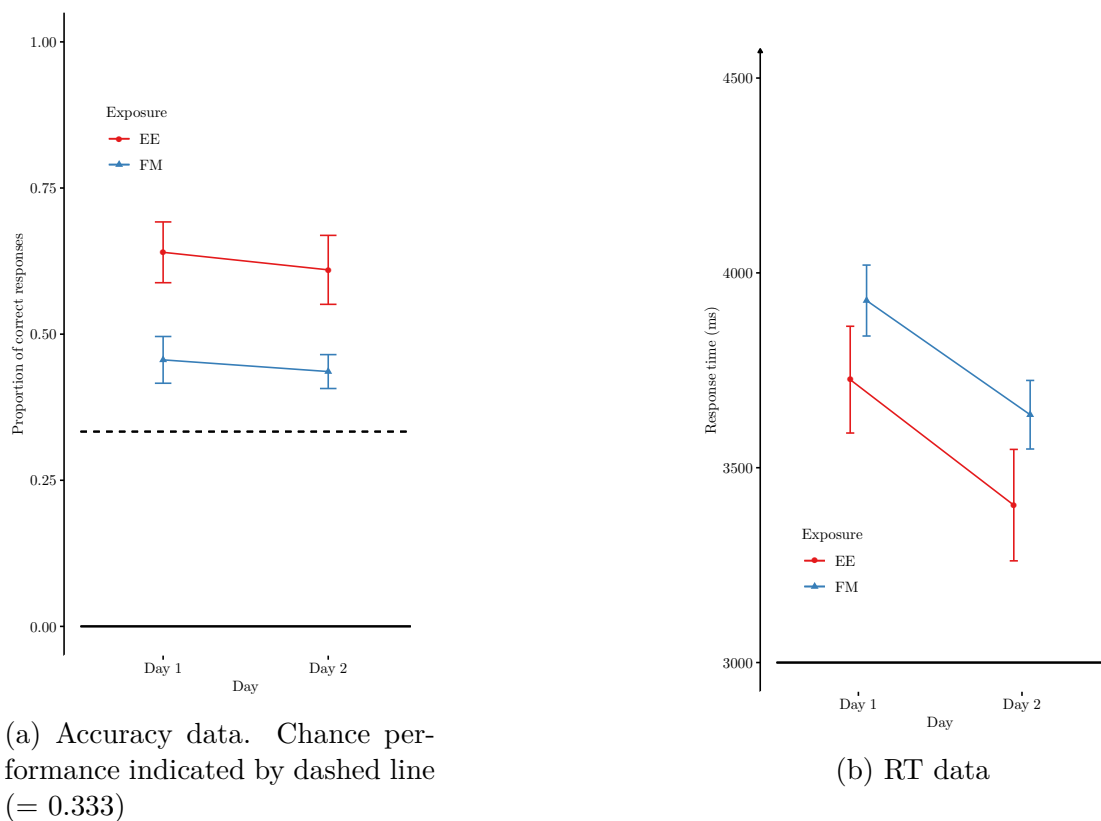 1.00
0.75
0.50
0.25
0.00
Proportion of correct responses
Exposure
EE
FM
Day 1
Day 2
Day
(a) Accuracy data. Chance per-
formance indicated by dashed line
(= 0.333)
4500
4000
3500
3000
Response time (ms)
Exposure
EE
FM
Day 1
Day 2
Day
(b) RT data